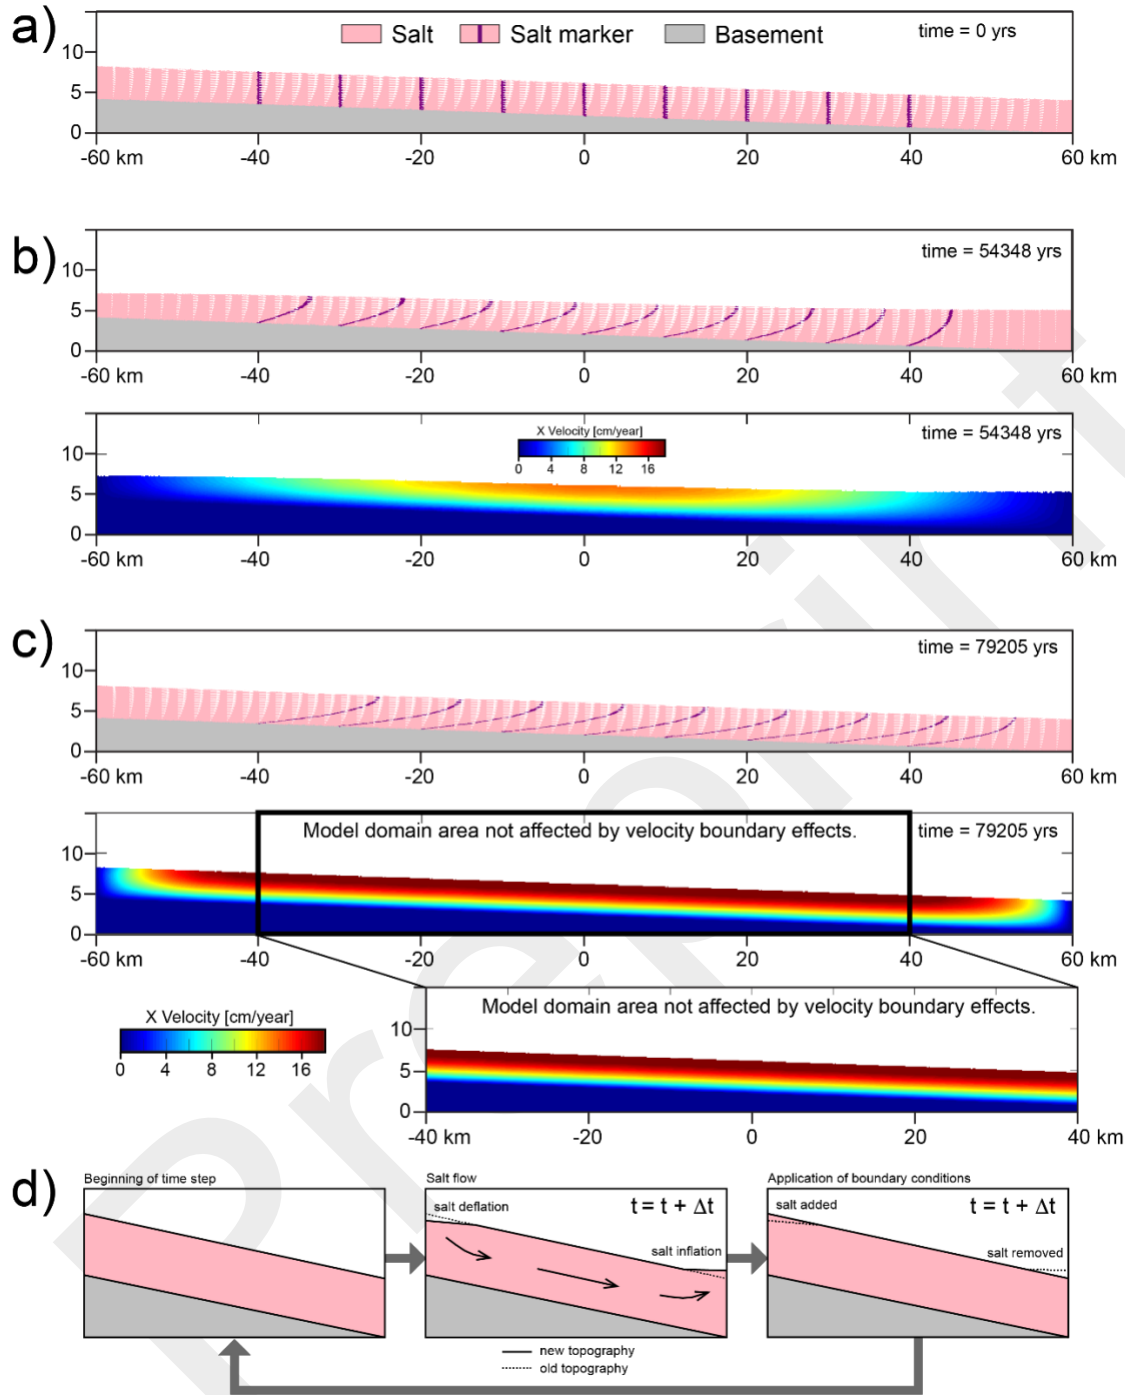 a)
Salt Salt marker Basement time = 0 yrs
10
5
0
-60 km -40 -20 0 20 40 60 km
b)
time = 54348 yrs
10
5
0
-60 km -40 -20 0 20 40 60 km
X Velocity [cm/year]
0 4 8 12 16
time = 54348 yrs
10
5
0
-60 km -40 -20 0 20 40 60 km
c)
time = 79205 yrs
10
5
0
-60 km -40 -20 0 20 40 60 km
Model domain area not affected by velocity boundary effects. time = 79205 yrs
10
5
0
-60 km -40 -20 0 20 40 60 km
Model domain area not affected by velocity boundary effects.
X Velocity [cm/year]
0 4 8 12 16
10
5
0
-40 km -20 0 20 40 km
d)
Beginning of time step
Salt flow
salt deflation
t = t + Δt
salt inflation
Application of boundary conditions
salt added
t = t + Δt
salt removed
new topography
old topography
Preprint